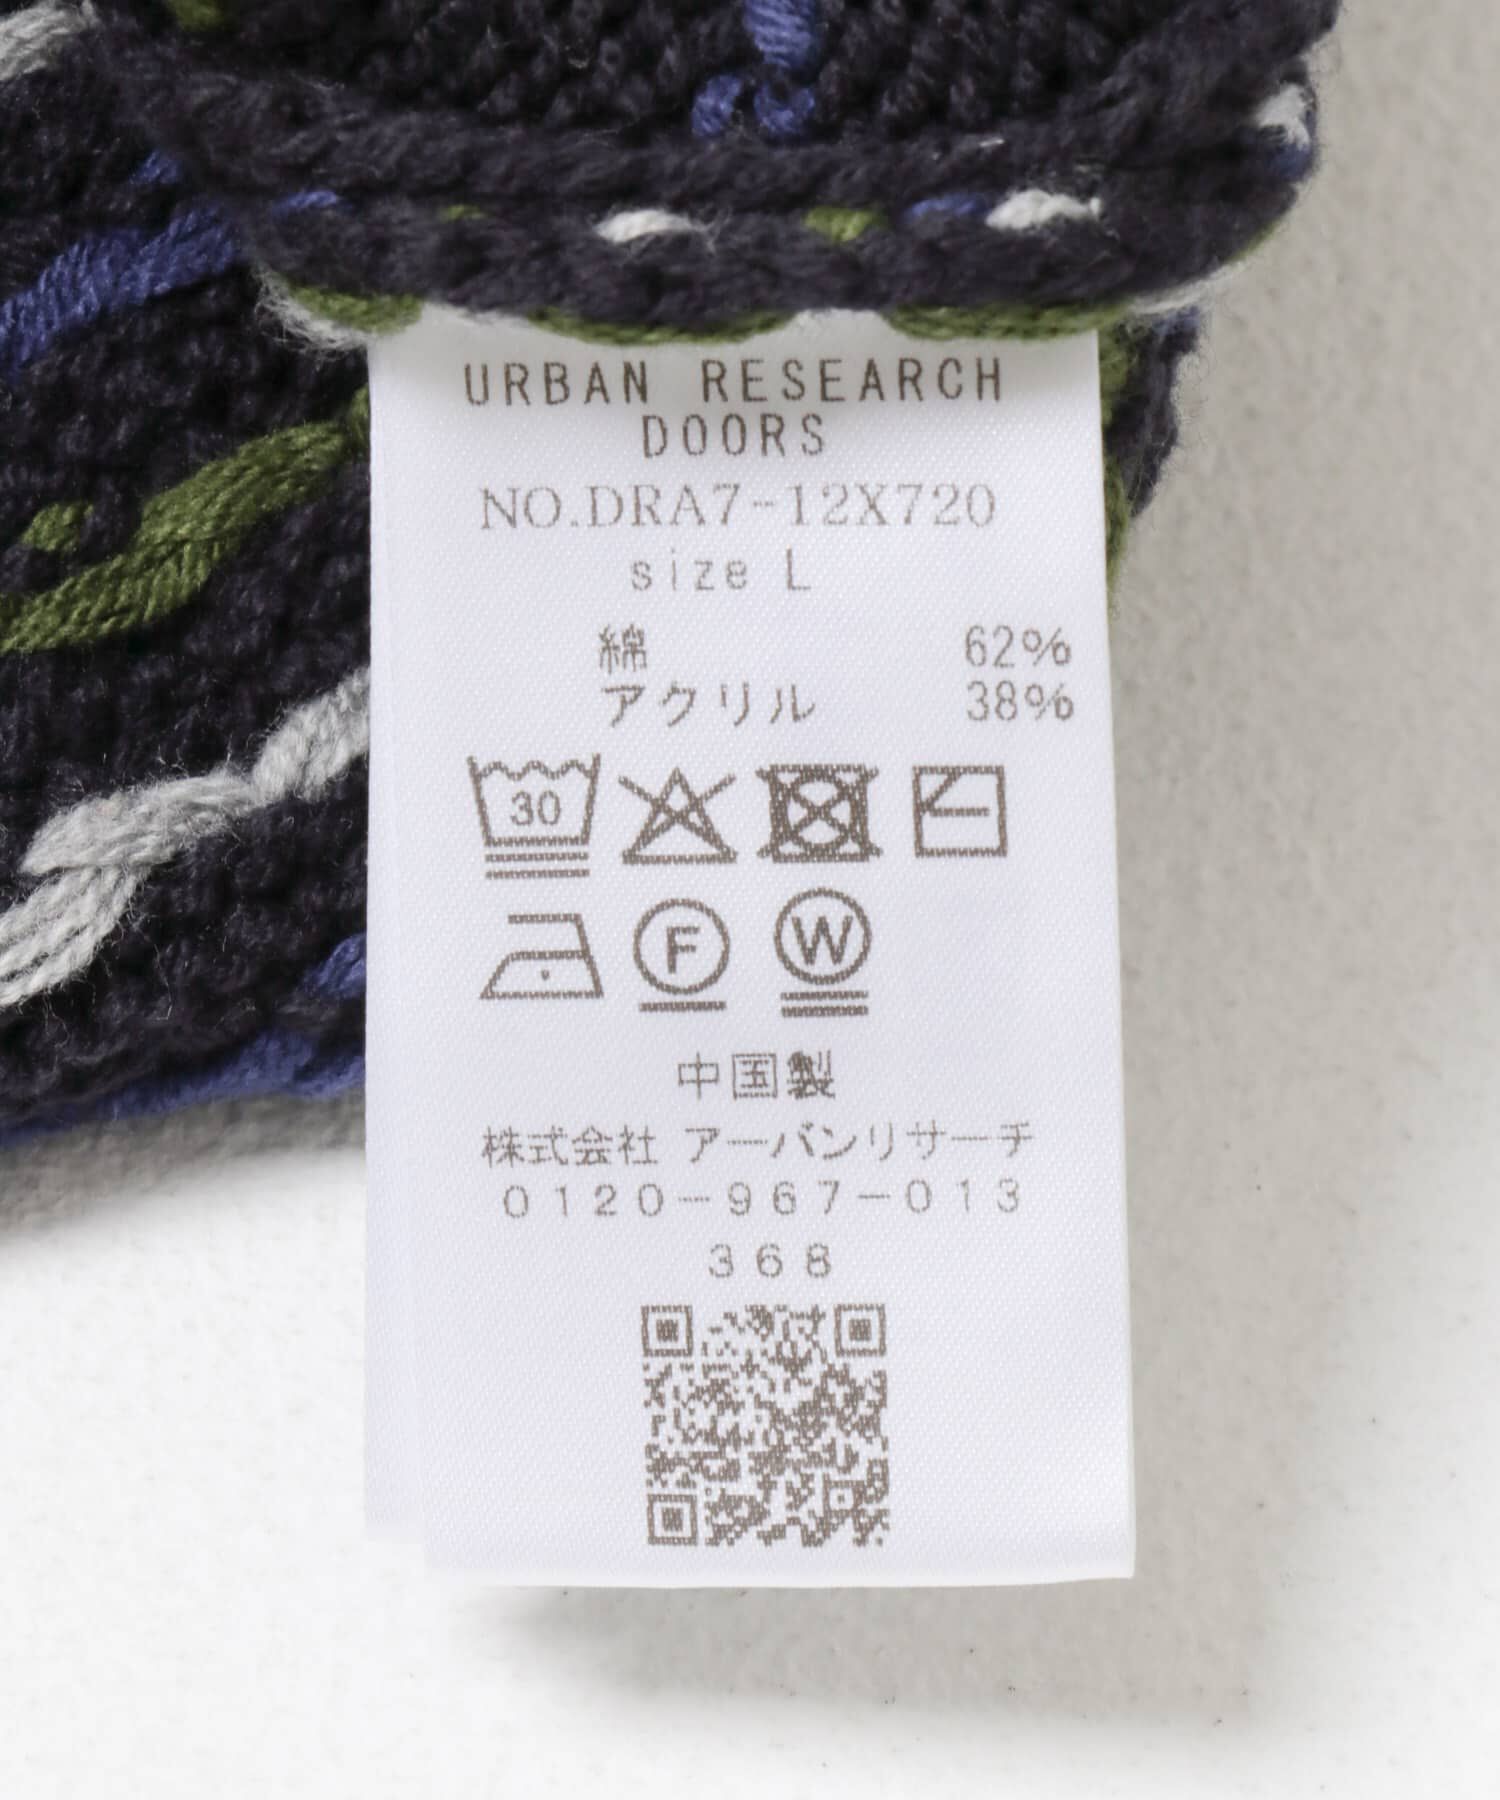 URBAN RESEARCH
DOORS
NO.DRA7-12X720
size L
綿 62%
アクリル 38%
30
F W
中国製
株式会社 アーバンリサーチ
0120-967-013
368